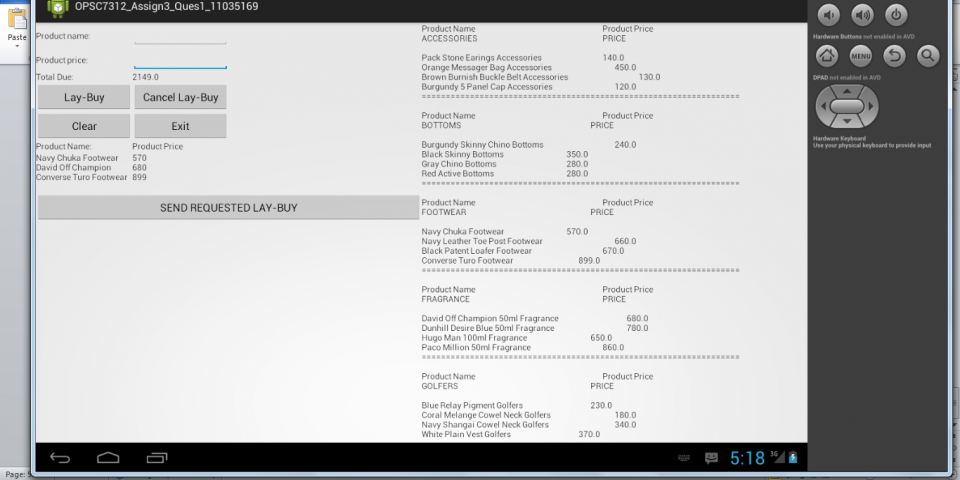 OPSC7312_Assign3_Ques1_11035169
Paste
Product name:
Product price:
Total Due: 2149.0
Lay-Buy Cancel Lay-Buy
Clear Exit
Product Name: Product Price
Navy Chuka Footwear 570
David Off Champion 680
Converse Turo Footwear 899
SEND REQUESTED LAY-BUY
Product Name Product Price
ACCESSORIES PRICE
Pack Stone Earings Accessories 140.0
Orange Messager Bag Accessories 450.0
Brown Burnish Buckle Belt Accessories 130.0
Burgundy 5 Panel Cap Accessories 120.0
Product Name Product Price
BOTTOMS PRICE
Burgundy Skinny Chino Bottoms 240.0
Black Skinny Bottoms 350.0
Gray Chino Bottoms 280.0
Red Active Bottoms 280.0
Product Name Product Price
FOOTWEAR PRICE
Navy Chuka Footwear 570.0
Navy Leather Toe Post Footwear 660.0
Black Patent Loafer Footwear 670.0
Converse Turo Footwear 899.0
Product Name Product Price
FRAGRANCE PRICE
David Off Champion 50ml Fragrance 680.0
Dunhill Desire Blue 50ml Fragrance 780.0
Hugo Man 100ml Fragrance 650.0
Paco Million 50ml Fragrance 860.0
Product Name Product Price
GOLFERS PRICE
Blue Relay Pigment Golfers 230.0
Coral Melange Cowel Neck Golfers 180.0
Navy Shangai Cowel Neck Golfers 340.0
White Plain Vest Golfers 370.0
Hardware Buttons not enabled in AVD
MENU
DPAD not enabled in AVD
Hardware Keyboard
Use your physical keyboard to provide input
5:18 3G
Page: